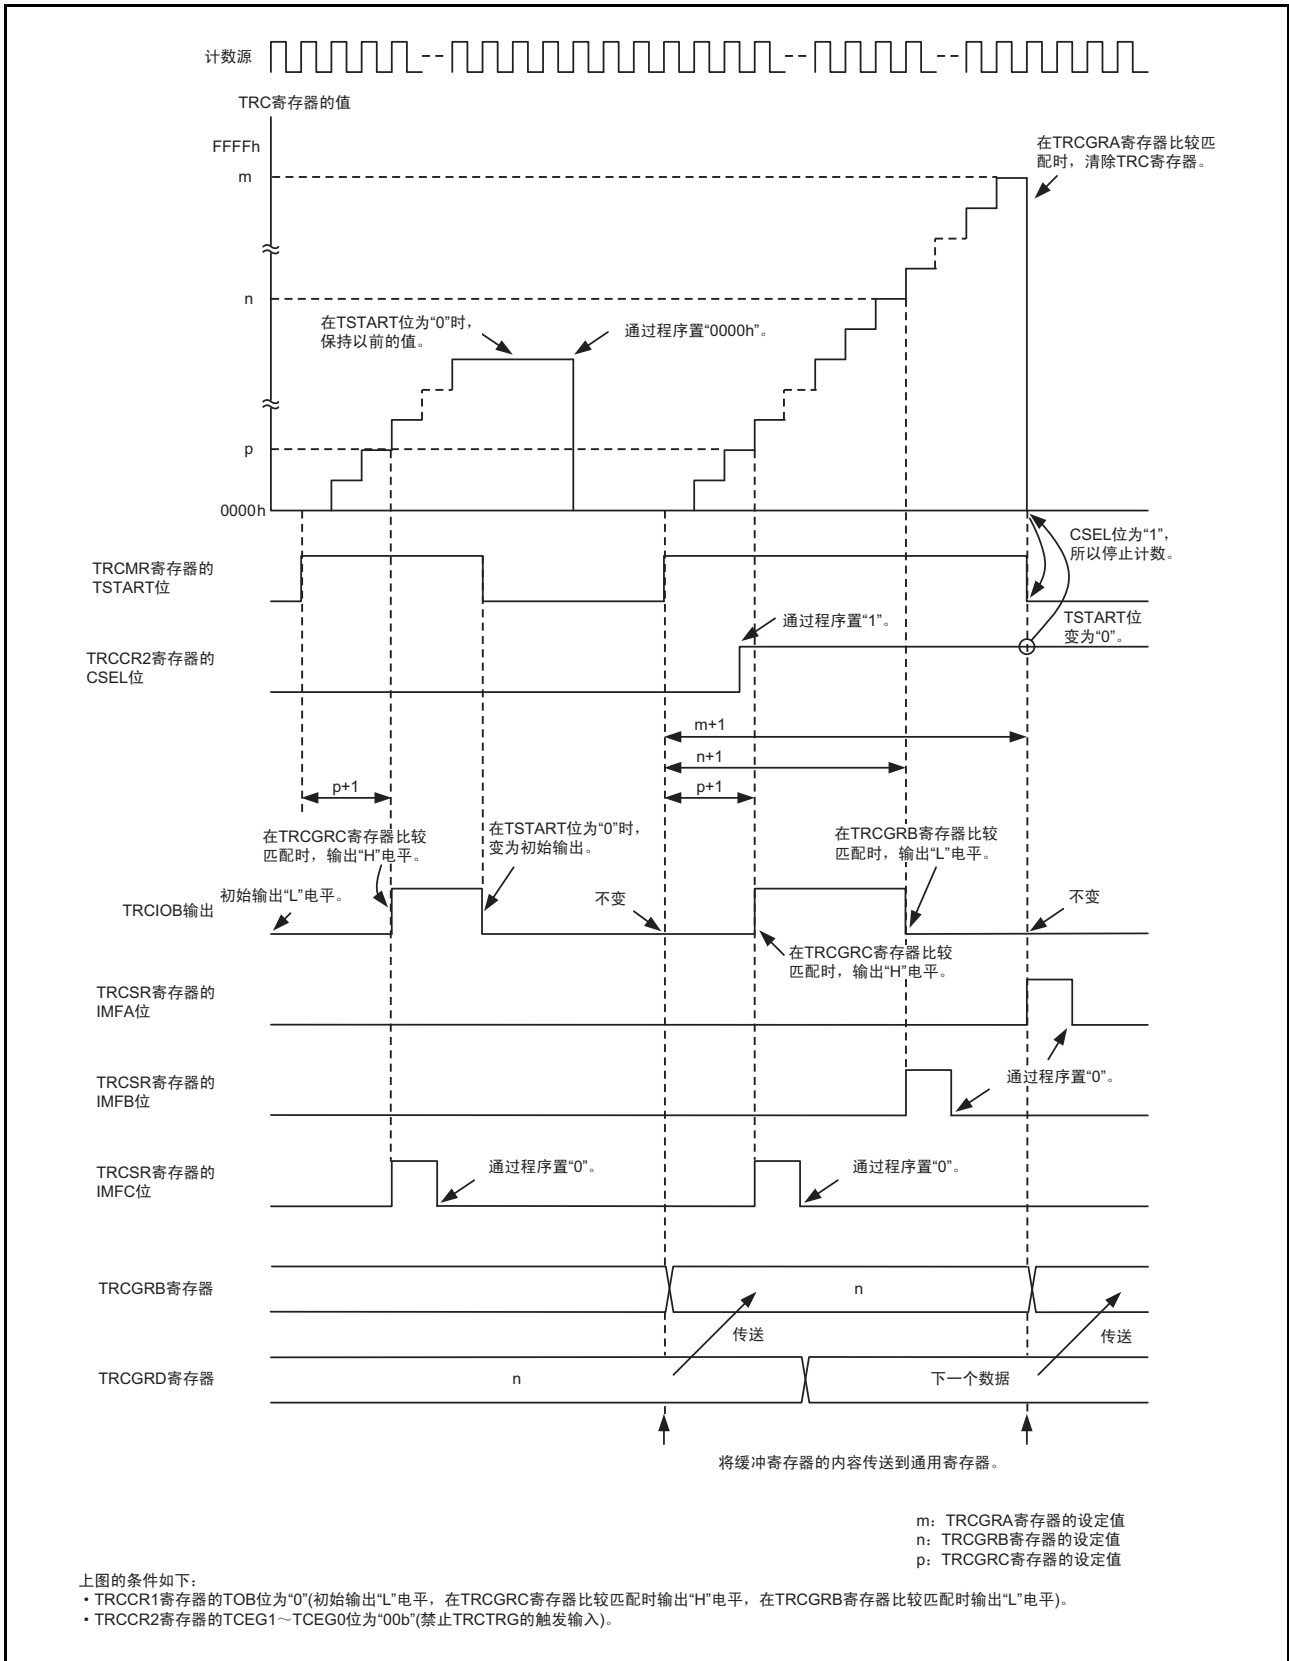 计数源
TRC寄存器的值
FFFFh
m
在TRCGRA寄存器比较匹
配时，清除TRC寄存器。
n
在TSTART位为“0”时，
保持以前的值。
通过程序置“0000h”。
p
0000h
CSEL位为“1”，
所以停止计数。
TRCMR寄存器的
TSTART位
TSTART位
变为“0”。
通过程序置“1”。
TRCCR2寄存器的
CSEL位
m+1
n+1
p+1
p+1
在TRCGRC寄存器比较
匹配时，输出“H”电平。
在TSTART位为“0”时，
变为初始输出。
在TRCGRB寄存器比较
匹配时，输出“L”电平。
初始输出“L”电平。
不变
不变
TRCIOB输出
在TRCGRC寄存器比较
匹配时，输出“H”电平。
TRCSR寄存器的
IMFA位
通过程序置“0”。
TRCSR寄存器的
IMFB位
TRCSR寄存器的
IMFC位
通过程序置“0”。
通过程序置“0”。
TRCGRB寄存器
n
传送
传送
TRCGRD寄存器
n
下一个数据
将缓冲寄存器的内容传送到通用寄存器。
m：TRCGRA寄存器的设定值
n：TRCGRB寄存器的设定值
p：TRCGRC寄存器的设定值
上图的条件如下：
・TRCCR1寄存器的TOB位为“0”(初始输出“L”电平，在TRCGRC寄存器比较匹配时输出“H”电平，在TRCGRB寄存器比较匹配时输出“L”电平)。
・TRCCR2寄存器的TCEG1～TCEG0位为“00b”(禁止TRCTRG的触发输入)。